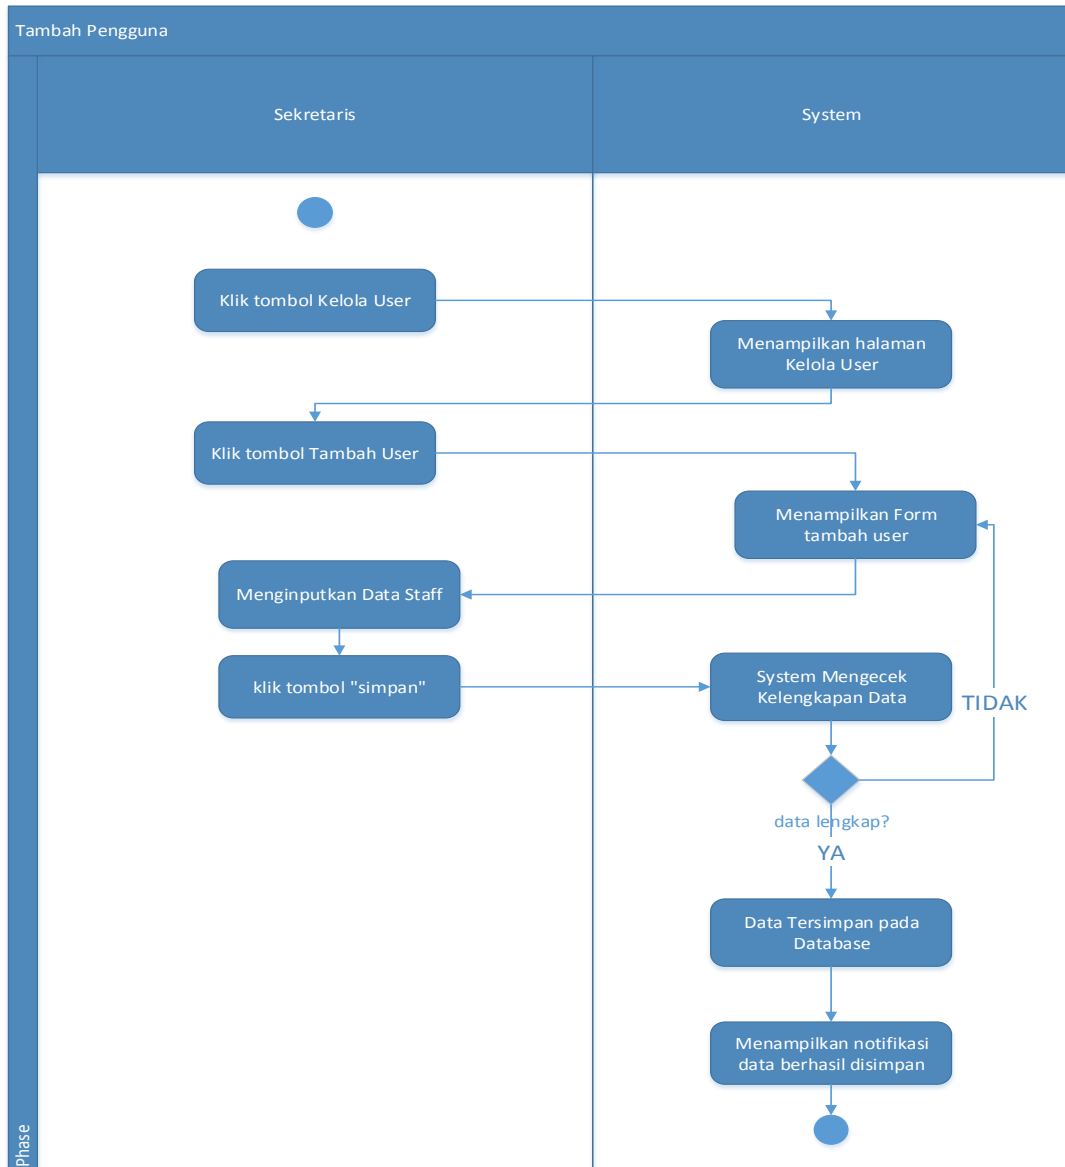 Tambah Pengguna
Sekretaris
System
Klik tombol Kelola User
Menampilkan halaman
Kelola User
Klik tombol Tambah User
Menampilkan Form
tambah user
Menginputkan Data Staff
klik tombol "simpan"
System Mengecek
Kelengkapan Data
TIDAK
data lengkap?
YA
Data Tersimpan pada
Database
Menampilkan notifikasi
data berhasil disimpan
Phase